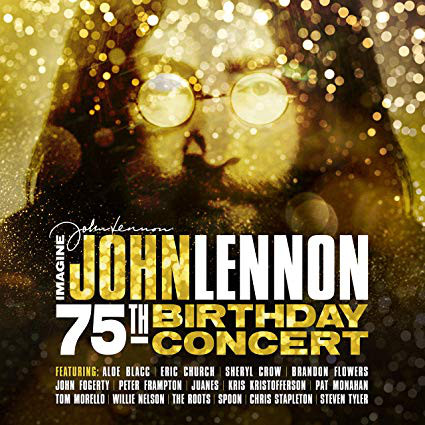 John Lennon
IMAGINE
JOHN LENNON
75TH BIRTHDAY
CONCERT
FEATURING: ALOE BLACC | ERIC CHURCH | SHERYL CROW | BRANDON FLOWERS
JOHN FOGERTY | PETER FRAMPTON | JUANES | KRIS KRISTOFFERSON | PAT MONAHAN
TOM MORELLO | WILLIE NELSON | THE ROOTS | SPOON | CHRIS STAPLETON | STEVEN TYLER